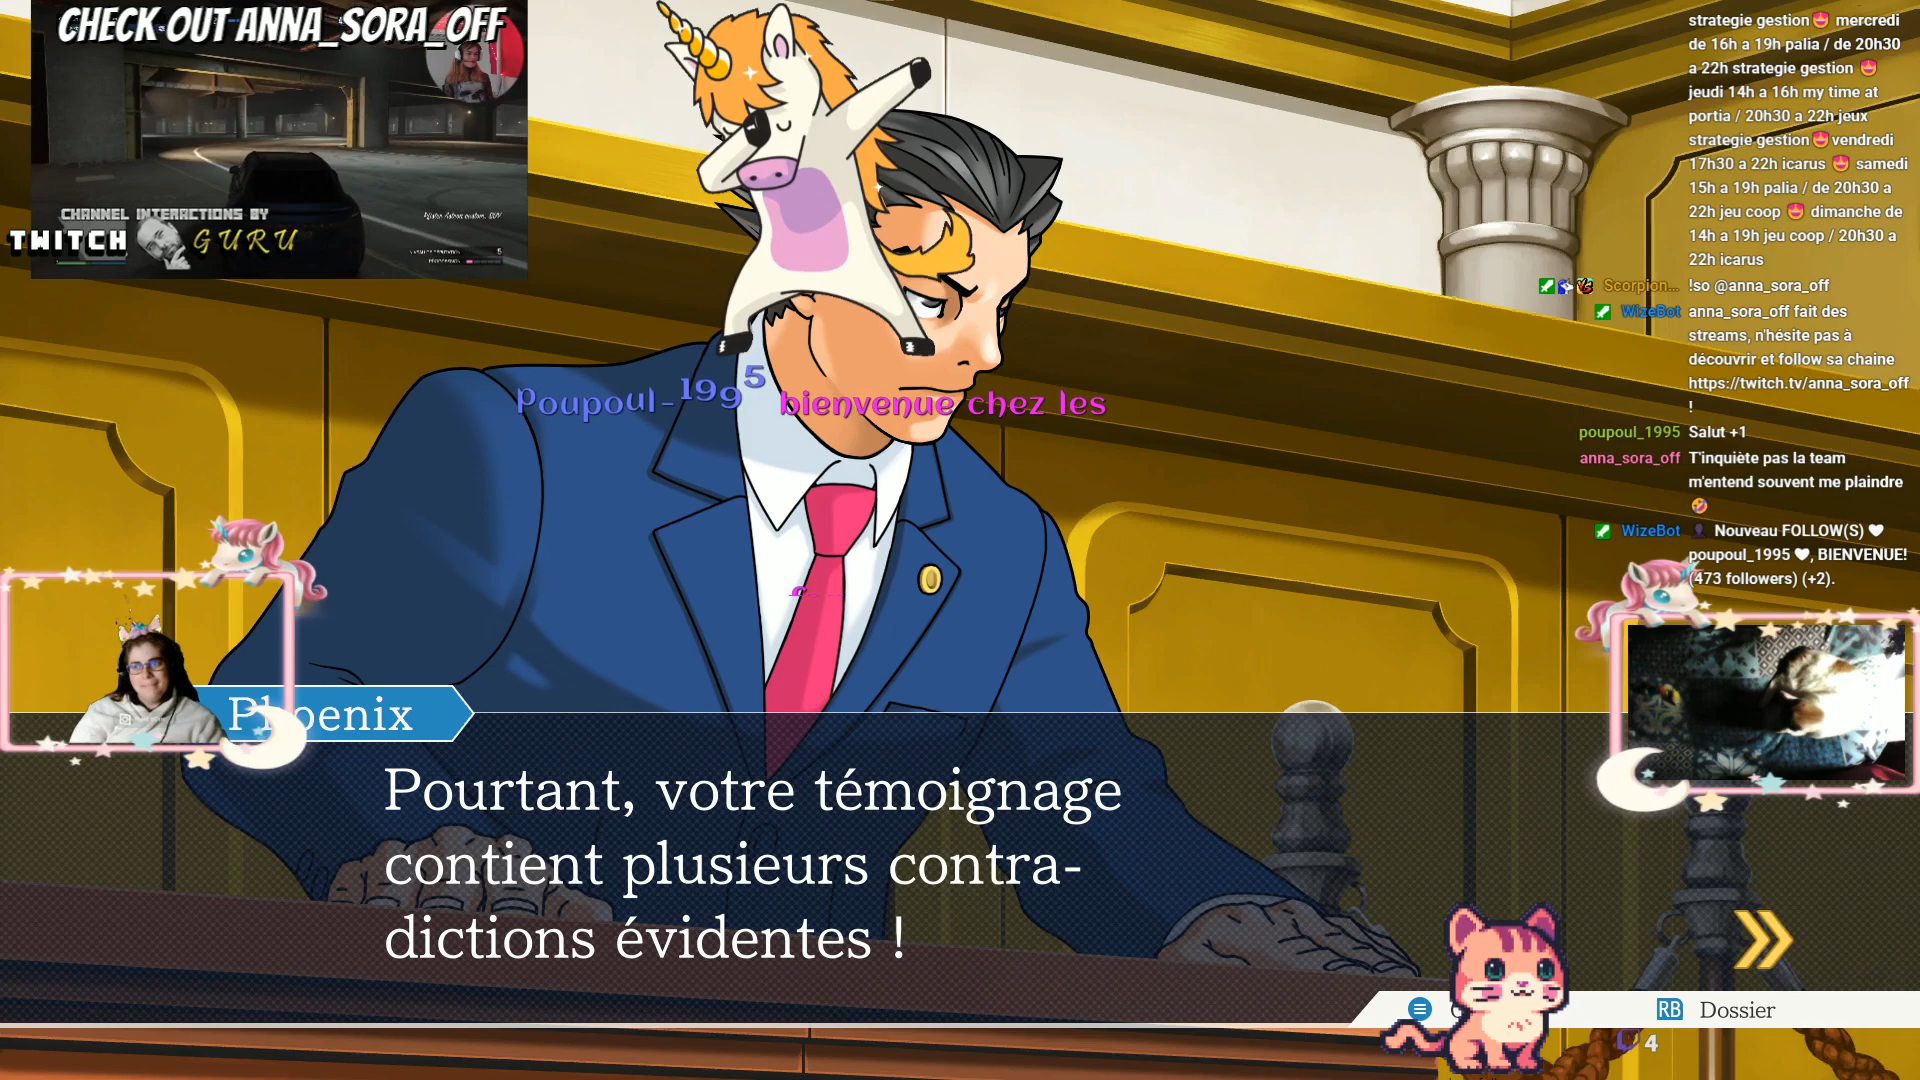 CHECK OUT ANNA_SORA_OFF
CHANNEL INTERACTIONS BY
TWITCH GURU
poupoul_1995 bienvenue chez les
strategie gestion😍 mercredi
de 16h a 19h palia / de 20h30
a 22h strategie gestion 😍
jeudi 14h a 16h my time at
portia / 20h30 a 22h jeux
strategie gestion😍vendredi
17h30 a 22h icarus 😍 samedi
15h a 19h palia / de 20h30 a
22h jeu coop 😍 dimanche de
14h a 19h jeu coop / 20h30 a
22h icarus
Scorpion... !so @anna_sora_off
WizeBot anna_sora_off fait des
streams, n'hésite pas à
découvrir et follow sa chaine
https://twitch.tv/anna_sora_off
!
poupoul_1995 Salut +1
anna_sora_off T'inquiète pas la team
m'entend souvent me plaindre
🤣
WizeBot 👤 Nouveau FOLLOW(S) ♥
poupoul_1995 ♥, BIENVENUE!
(473 followers) (+2).
Phoenix
Pourtant, votre témoignage
contient plusieurs contra-
dictions évidentes !
RB Dossier
4